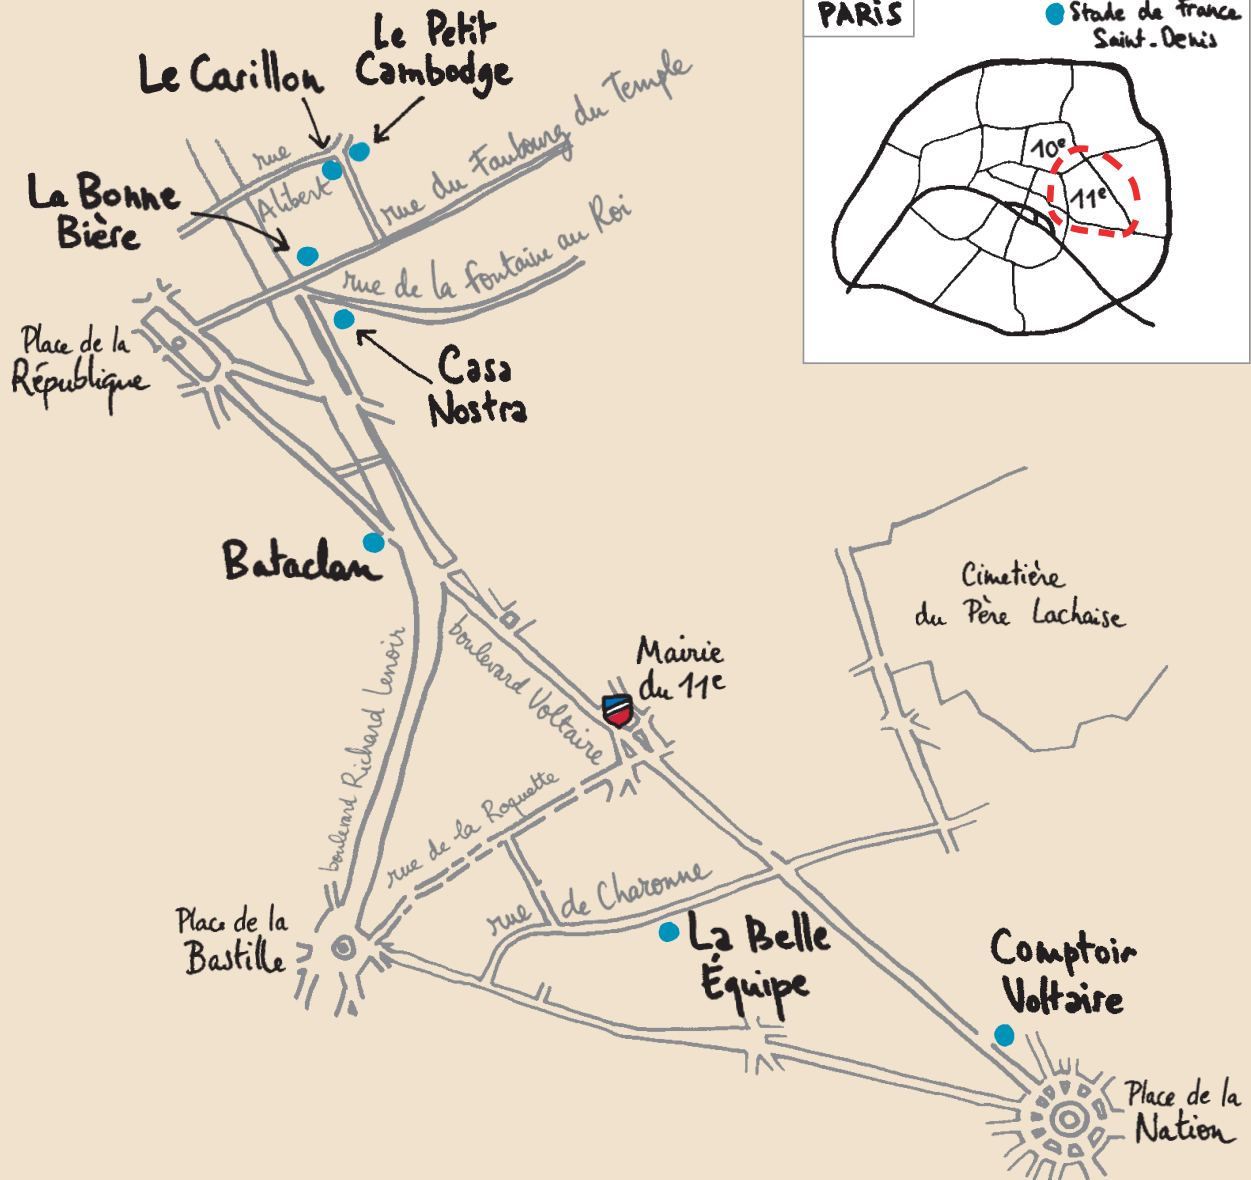 PARiS
Stade de France
Saint-Denis
10e
11e
Le Petit
Cambodge
Le Carillon
rue
Alibert
rue du Faubourg du Temple
La Bonne
Bière
rue de la Fontaine au Roi
Place de la
République
Casa
Nostra
Bataclan
Cimetière
du Père Lachaise
boulevard Richard Lenoir
boulevard Voltaire
Mairie
du 11e
rue de la Roquette
rue de Charonne
Place de la
Bastille
La Belle
Équipe
Comptoir
Voltaire
Place de la
Nation